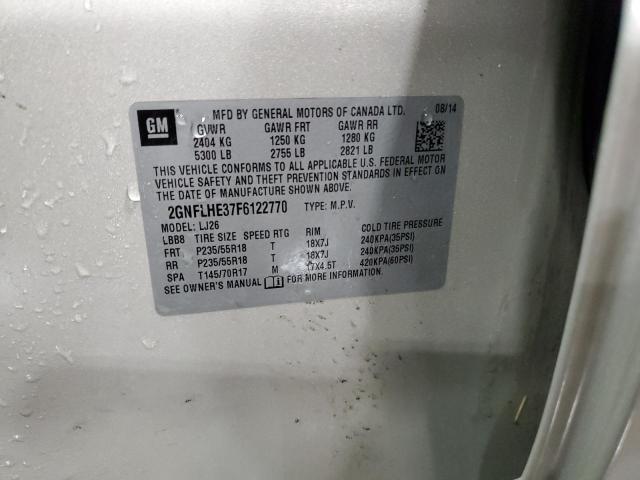 GM
MFD BY GENERAL MOTORS OF CANADA LTD. 08/14
GVWR GAWR FRT GAWR RR
2404 KG 1250 KG 1280 KG
5300 LB 2755 LB 2821 LB
THIS VEHICLE CONFORMS TO ALL APPLICABLE U.S. FEDERAL MOTOR
VEHICLE SAFETY AND THEFT PREVENTION STANDARDS IN EFFECT ON
THE DATE OF MANUFACTURE SHOWN ABOVE.
2GNFLHE37F6122770 TYPE: M.P.V.
MODEL: LJ26
LBB8 TIRE SIZE SPEED RTG RIM COLD TIRE PRESSURE
FRT P235/55R18 T 18X7J 240KPA(35PSI)
RR P235/55R18 T 18X7J 240KPA(35PSI)
SPA T145/70R17 M 17X4.5T 420KPA(60PSI)
SEE OWNER'S MANUAL FOR MORE INFORMATION